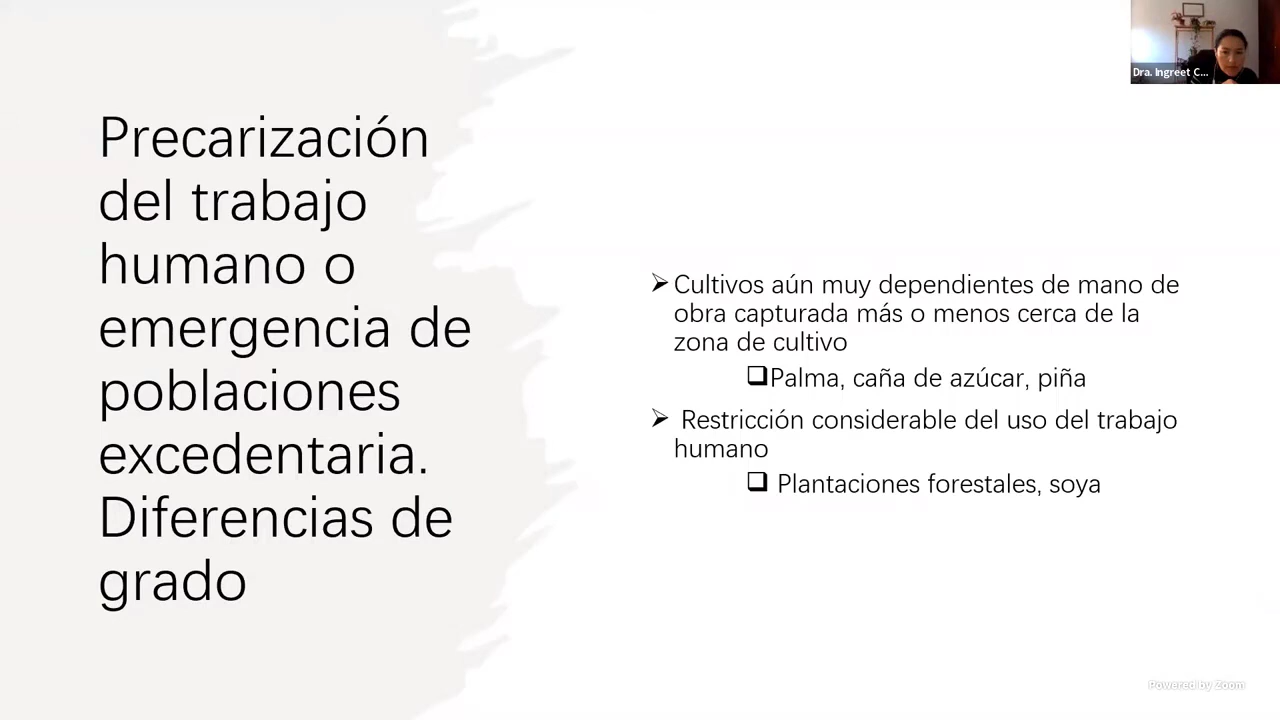 Precarización
del trabajo
humano o
emergencia de
poblaciones
excedentaria.
Diferencias de
grado
Cultivos aún muy dependientes de mano de
obra capturada más o menos cerca de la
zona de cultivo
Palma, caña de azúcar, piña
Restricción considerable del uso del trabajo
humano
Plantaciones forestales, soya
Dra. Ingreet C...
Powered by Zoom